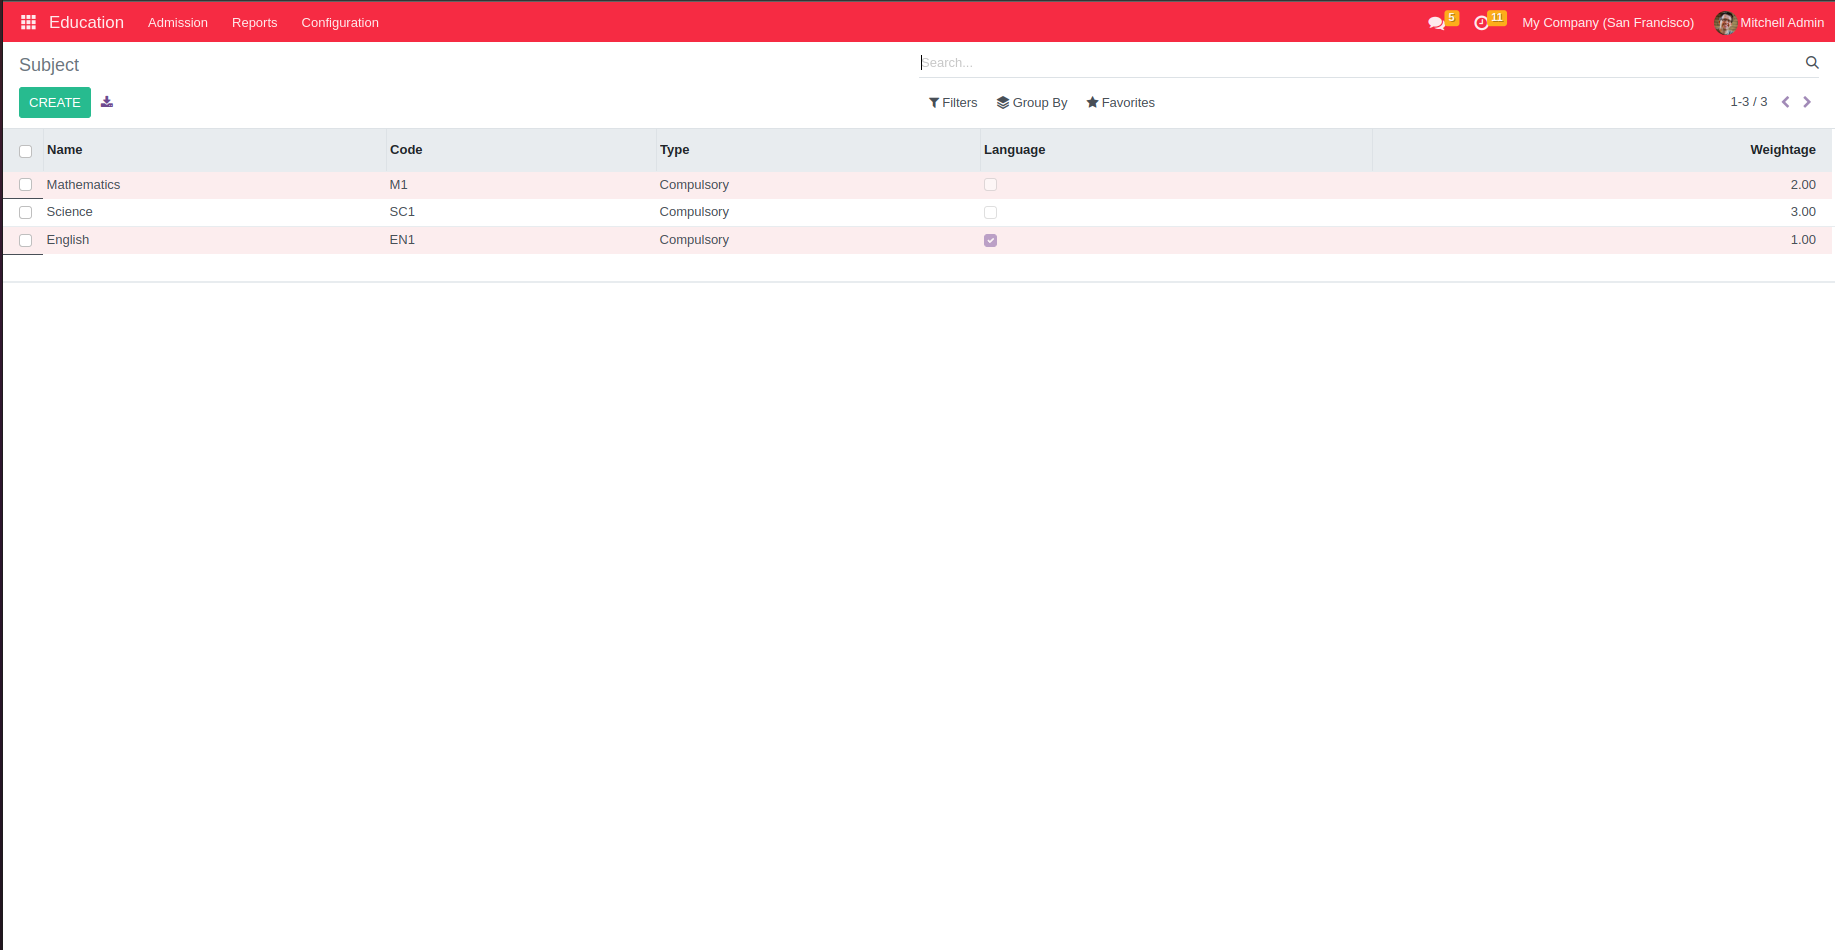 Education Admission Reports Configuration 5 11 My Company (San Francisco) Mitchell Admin
Subject Search...
CREATE Filters Group By Favorites 1-3 / 3
Name Code Type Language Weightage
Mathematics M1 Compulsory 2.00
Science SC1 Compulsory 3.00
English EN1 Compulsory 1.00